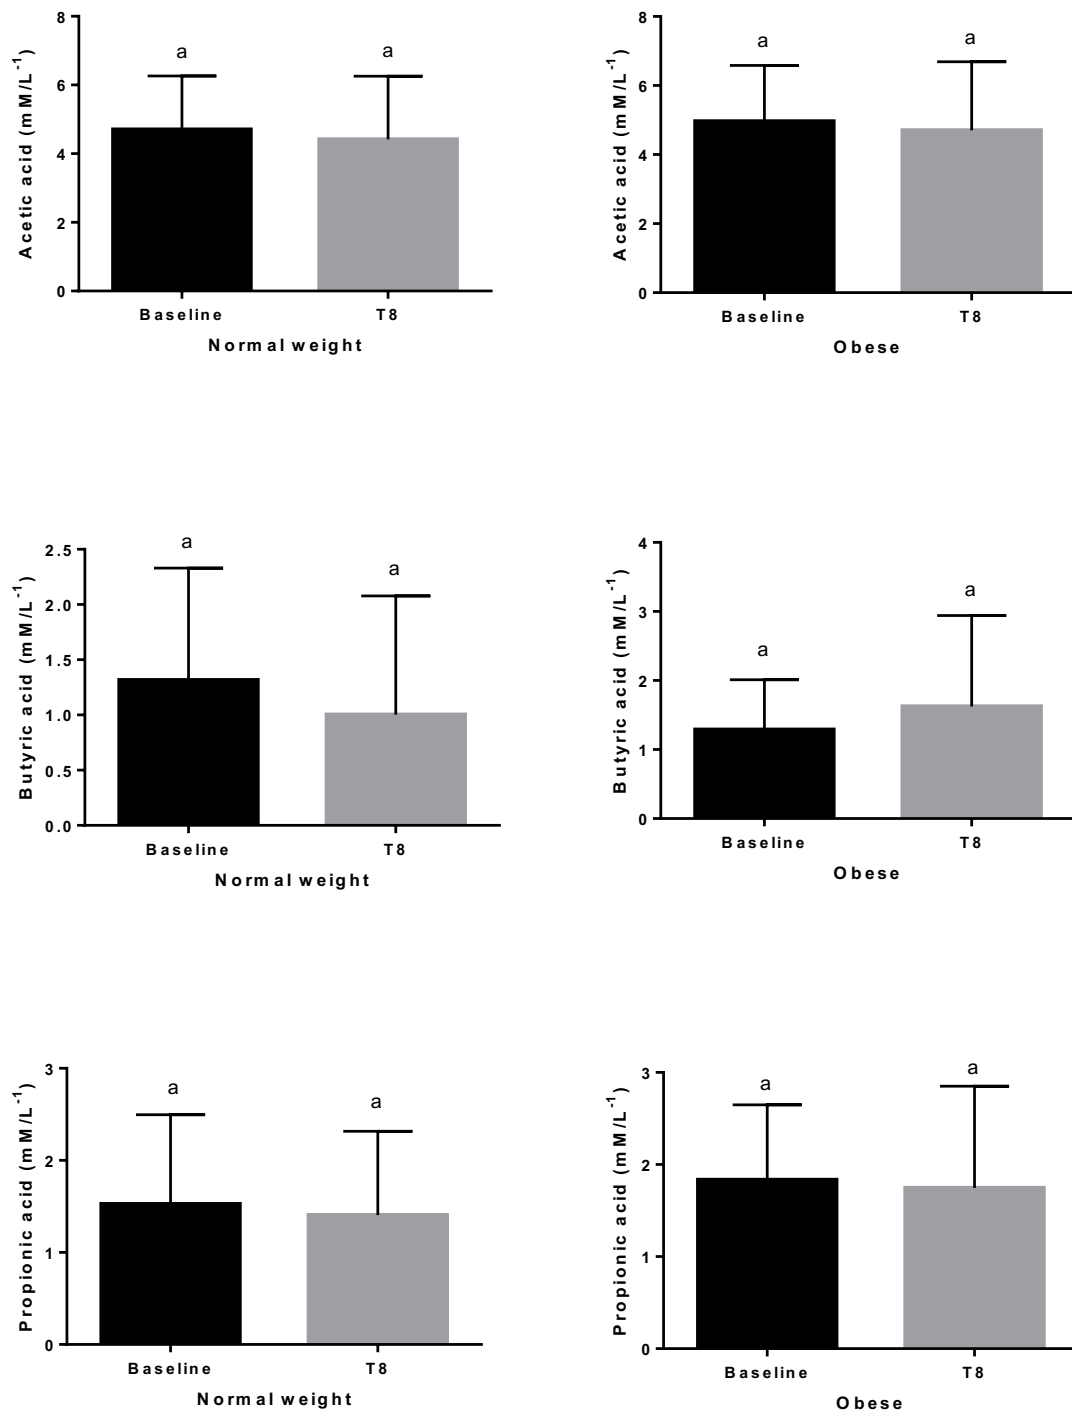 8
6
4
2
0
Acetic acid (mM/L⁻¹)
a
a
Baseline
T8
Normal weight
8
6
4
2
0
Acetic acid (mM/L⁻¹)
a
a
Baseline
T8
Obese
2.5
2.0
1.5
1.0
0.5
0.0
Butyric acid (mM/L⁻¹)
a
a
Baseline
T8
Normal weight
4
3
2
1
0
Butyric acid (mM/L⁻¹)
a
a
Baseline
T8
Obese
3
2
1
0
Propionic acid (mM/L⁻¹)
a
a
Baseline
T8
Normal weight
3
2
1
0
Propionic acid (mM/L⁻¹)
a
a
Baseline
T8
Obese